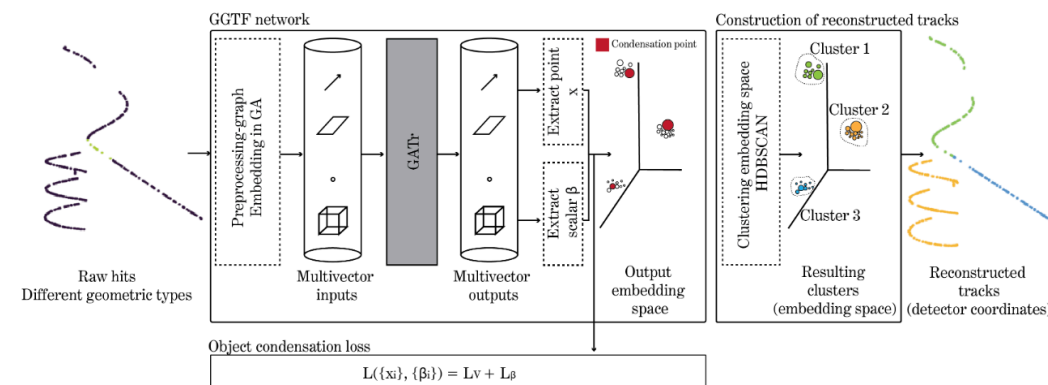 GGTF network
Construction of reconstructed tracks
Preprocessing-graph
Embedding in GA
GATr
Extract point
x
Extract
scalar β
Condensation point
Clustering embedding space
HDBSCAN
Cluster 1
Cluster 2
Cluster 3
Raw hits
Different geometric types
Multivector
inputs
Multivector
outputs
Output
embedding
space
Resulting
clusters
(embedding space)
Reconstructed
tracks
(detector coordinates)
Object condensation loss
L({xi}, {βi}) = LV + Lβ